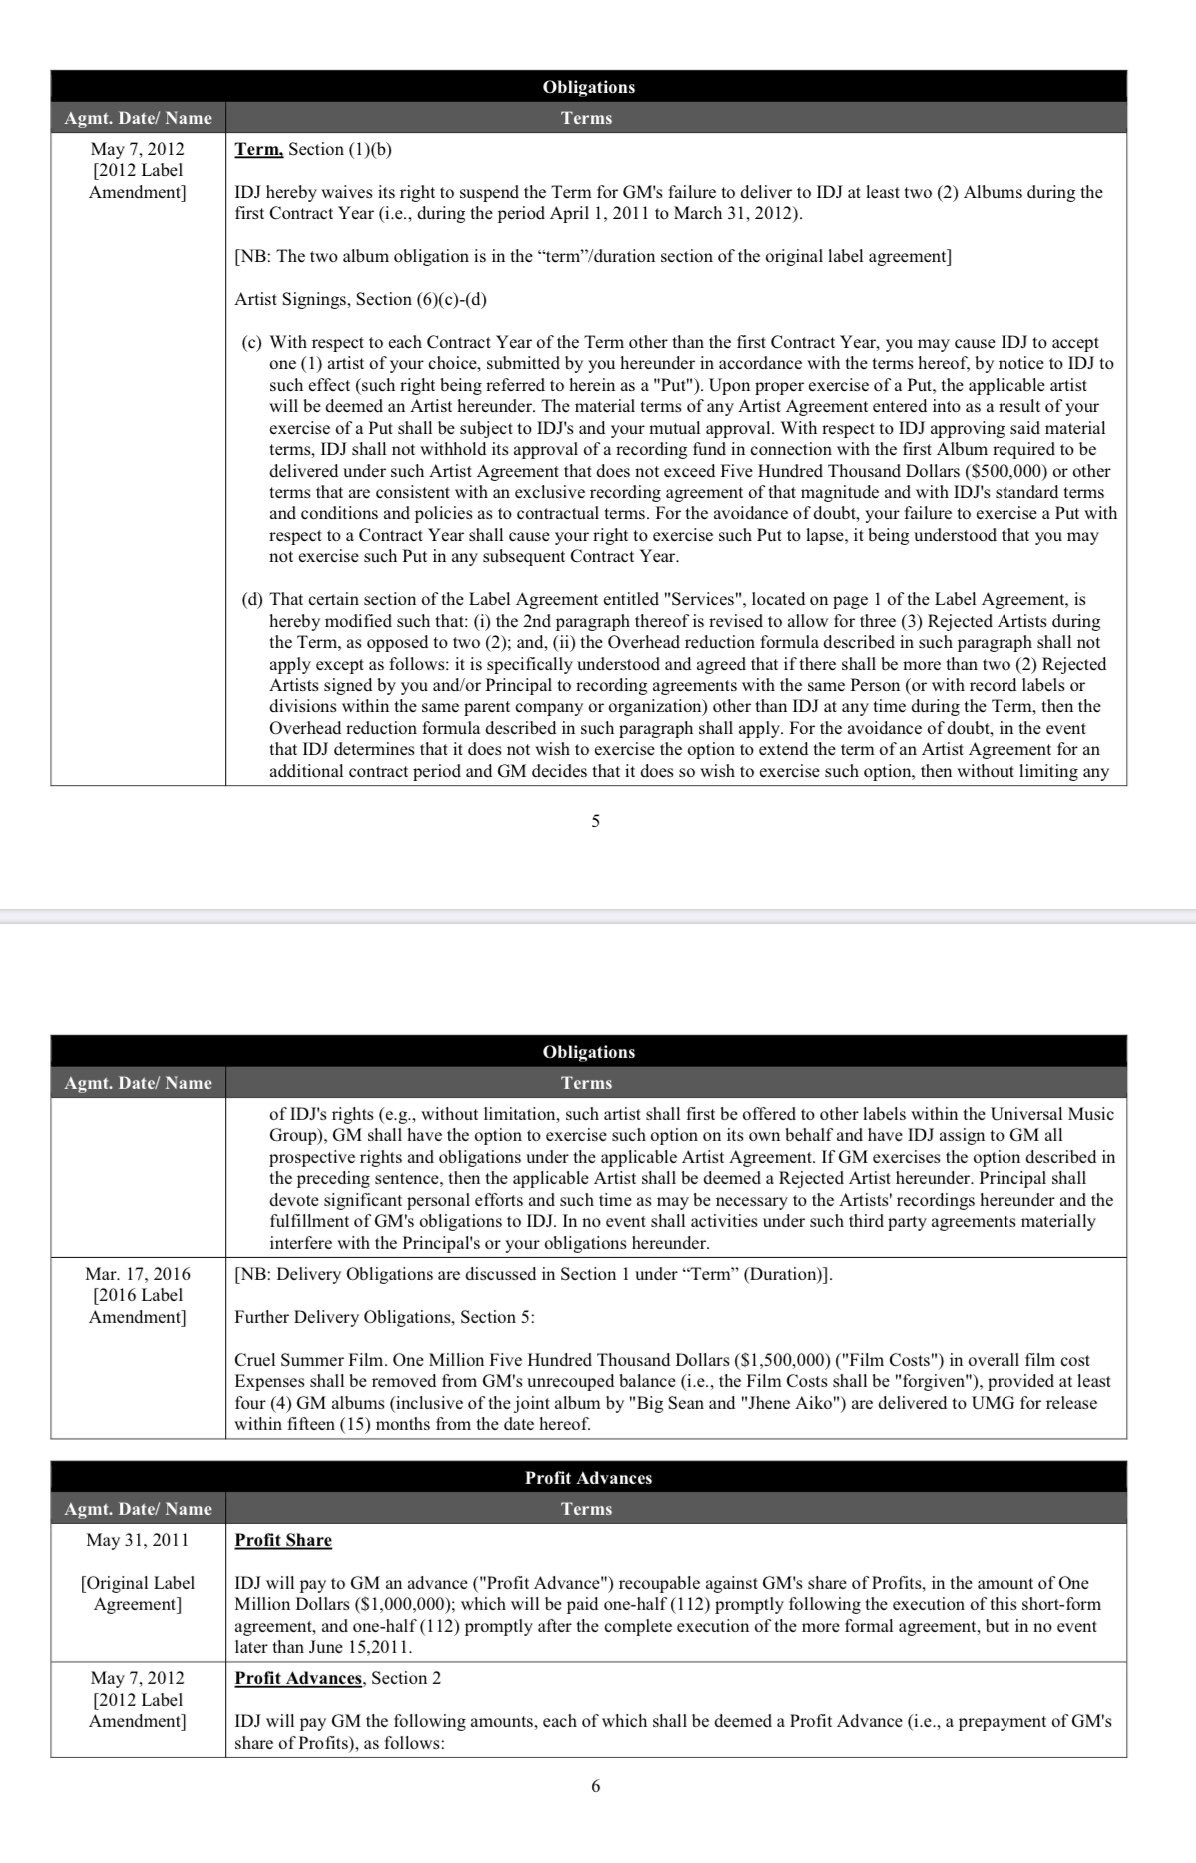 Obligations
Agmt. Date/ Name
Terms
May 7, 2012
[2012 Label
Amendment]
Term, Section (1)(b)
IDJ hereby waives its right to suspend the Term for GM's failure to deliver to IDJ at least two (2) Albums during the
first Contract Year (i.e., during the period April 1, 2011 to March 31, 2012).
[NB: The two album obligation is in the “term”/duration section of the original label agreement]
Artist Signings, Section (6)(c)-(d)
(c) With respect to each Contract Year of the Term other than the first Contract Year, you may cause IDJ to accept
one (1) artist of your choice, submitted by you hereunder in accordance with the terms hereof, by notice to IDJ to
such effect (such right being referred to herein as a "Put"). Upon proper exercise of a Put, the applicable artist
will be deemed an Artist hereunder. The material terms of any Artist Agreement entered into as a result of your
exercise of a Put shall be subject to IDJ's and your mutual approval. With respect to IDJ approving said material
terms, IDJ shall not withhold its approval of a recording fund in connection with the first Album required to be
delivered under such Artist Agreement that does not exceed Five Hundred Thousand Dollars ($500,000) or other
terms that are consistent with an exclusive recording agreement of that magnitude and with IDJ's standard terms
and conditions and policies as to contractual terms. For the avoidance of doubt, your failure to exercise a Put with
respect to a Contract Year shall cause your right to exercise such Put to lapse, it being understood that you may
not exercise such Put in any subsequent Contract Year.
(d) That certain section of the Label Agreement entitled "Services", located on page 1 of the Label Agreement, is
hereby modified such that: (i) the 2nd paragraph thereof is revised to allow for three (3) Rejected Artists during
the Term, as opposed to two (2); and, (ii) the Overhead reduction formula described in such paragraph shall not
apply except as follows: it is specifically understood and agreed that if there shall be more than two (2) Rejected
Artists signed by you and/or Principal to recording agreements with the same Person (or with record labels or
divisions within the same parent company or organization) other than IDJ at any time during the Term, then the
Overhead reduction formula described in such paragraph shall apply. For the avoidance of doubt, in the event
that IDJ determines that it does not wish to exercise the option to extend the term of an Artist Agreement for an
additional contract period and GM decides that it does so wish to exercise such option, then without limiting any
5
Obligations
Agmt. Date/ Name
Terms
of IDJ's rights (e.g., without limitation, such artist shall first be offered to other labels within the Universal Music
Group), GM shall have the option to exercise such option on its own behalf and have IDJ assign to GM all
prospective rights and obligations under the applicable Artist Agreement. If GM exercises the option described in
the preceding sentence, then the applicable Artist shall be deemed a Rejected Artist hereunder. Principal shall
devote significant personal efforts and such time as may be necessary to the Artists' recordings hereunder and the
fulfillment of GM's obligations to IDJ. In no event shall activities under such third party agreements materially
interfere with the Principal's or your obligations hereunder.
Mar. 17, 2016
[2016 Label
Amendment]
[NB: Delivery Obligations are discussed in Section 1 under “Term” (Duration)].
Further Delivery Obligations, Section 5:
Cruel Summer Film. One Million Five Hundred Thousand Dollars ($1,500,000) ("Film Costs") in overall film cost
Expenses shall be removed from GM's unrecouped balance (i.e., the Film Costs shall be "forgiven"), provided at least
four (4) GM albums (inclusive of the joint album by "Big Sean and "Jhene Aiko") are delivered to UMG for release
within fifteen (15) months from the date hereof.
Profit Advances
Agmt. Date/ Name
Terms
May 31, 2011
[Original Label
Agreement]
Profit Share
IDJ will pay to GM an advance ("Profit Advance") recoupable against GM's share of Profits, in the amount of One
Million Dollars ($1,000,000); which will be paid one-half (112) promptly following the execution of this short-form
agreement, and one-half (112) promptly after the complete execution of the more formal agreement, but in no event
later than June 15,2011.
May 7, 2012
[2012 Label
Amendment]
Profit Advances, Section 2
IDJ will pay GM the following amounts, each of which shall be deemed a Profit Advance (i.e., a prepayment of GM's
share of Profits), as follows:
6